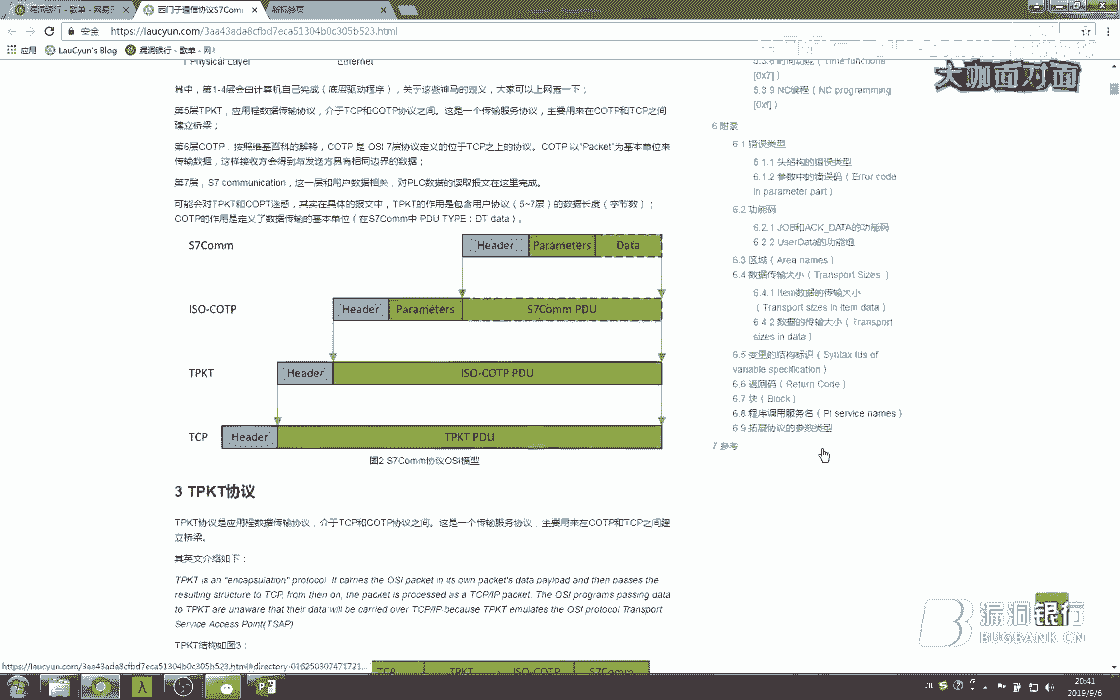 漏洞银行 - 歌单 - 网易云
西门子通信协议S7Comm
新标签页
安全 https://laucyun.com/3aa43ada8cfbd7eca51304b0c305b523.html
应用 LauCyun's Blog 漏洞银行 - 歌单 - 网易
大咖面对面
1 Physical Layer Ethernet
其中，第1-4层会由计算机自己完成（底层驱动程序），关于这些神马的定义，大家可以上网查一下；
第5层TPKT，应用程数据传输协议，介于TCP和COTP协议之间。这是一个传输服务协议，主要用来在COTP和TCP之间
建立桥梁；
第6层COTP，按照维基百科的解释，COTP 是 OSI 7层协议定义的位于TCP之上的协议。COTP 以“Packet”为基本单位来
传输数据，这样接收方会得到与发送方具有相同边界的数据；
第7层，S7 communication，这一层和用户数据相关，对PLC数据的读取报文在这里完成。
可能会对TPKT和COPT迷惑，其实在具体的报文中，TPKT的作用是包含用户协议（5~7层）的数据长度（字节数）；
COTP的作用是定义了数据传输的基本单位（在S7Comm中 PDU TYPE：DT data）。
S7Comm Header Parameters Data
ISO-COTP Header Parameters S7Comm PDU
TPKT Header ISO-COTP PDU
TCP Header TPKT PDU
图2 S7Comm协议OSI模型
3 TPKT协议
TPKT协议是应用程数据传输协议，介于TCP和COTP协议之间。这是一个传输服务协议，主要用来在COTP和TCP之间建
立桥梁。
其英文介绍如下：
TPKT is an "encapsulation" protocol. It carries the OSI packet in its own packet's data payload and then passes the
resulting structure to TCP, from then on, the packet is processed as a TCP/IP packet. The OSI programs passing data
to TPKT are unaware that their data will be carried over TCP/IP because TPKT emulates the OSI protocol Transport
Service Access Point(TSAP)
TPKT结构如图3：
TCP TPKT ISO-COTP S7Comm
5.3.8 时间功能（Time functions
[0x7]）
5.3.9 NC编程（NC programming
[0xf]）
6 附录
6.1 错误类型
6.1.1 头结构的错误类型
6.1.2 参数中的错误码（Error code
in parameter part）
6.2 功能码
6.2.1 JOB和ACK_DATA的功能码
6.2.2 UserData的功能组
6.3 区域（Area names）
6.4 数据传输大小（Transport Sizes ）
6.4.1 Item数据的传输大小
（Transport sizes in item data）
6.4.2 数据的传输大小（Transport
sizes in data）
6.5 变量的结构标识（Syntax Ids of
variable specification）
6.6 返回码（Return Code）
6.7 块（Block）
6.8 程序调用服务名（PI service names）
6.9 拓展协议的参数类型
7 参考
漏洞银行
BUGBANK.CN
20:41
2019/9/6